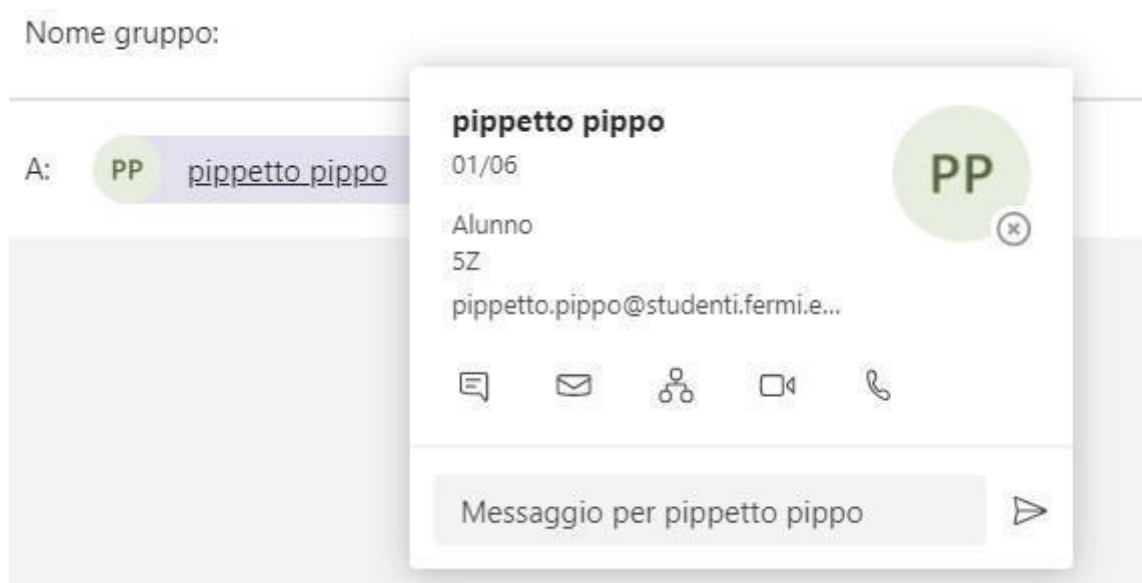 Nome gruppo:
A: PP pippetto pippo
pippetto pippo
PP
01/06
Alunno
5Z
pippetto.pippo@studenti.fermi.e...
Messaggio per pippetto pippo